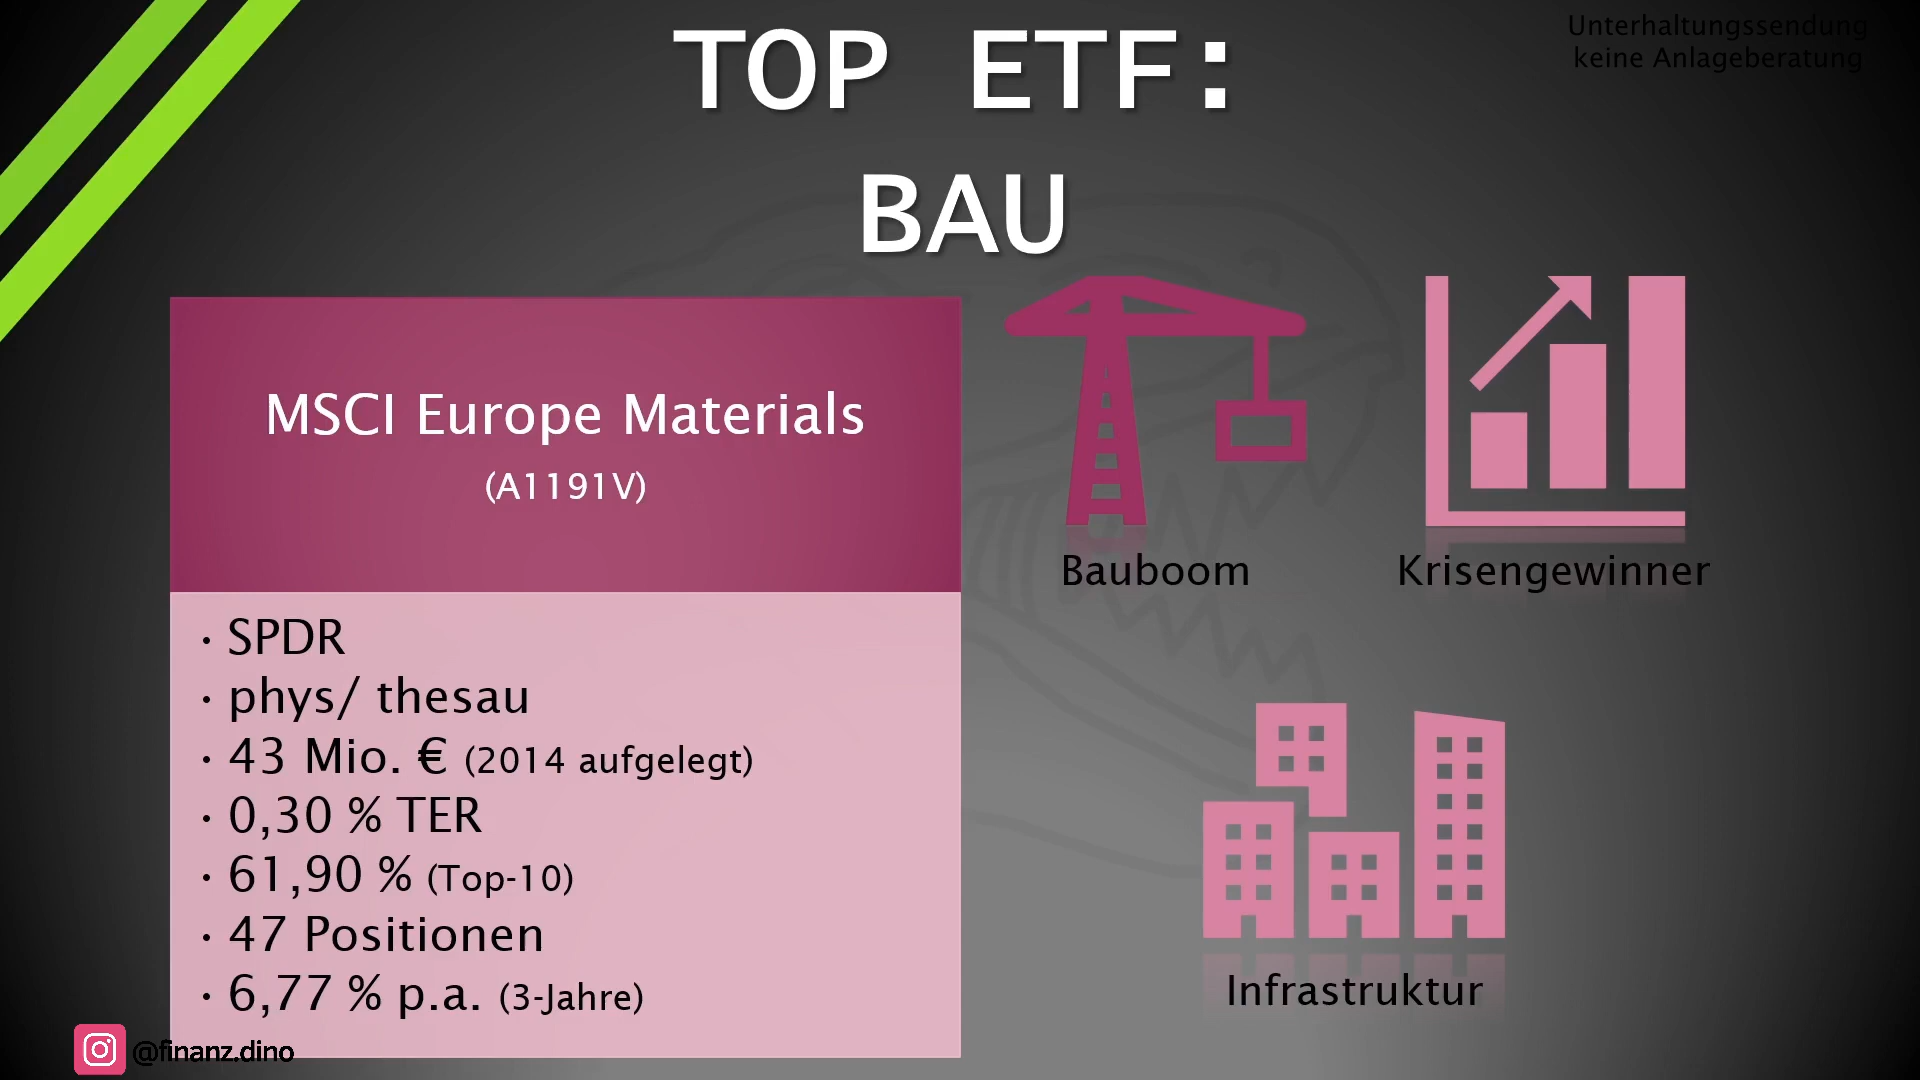 TOP ETF:
BAU
Unterhaltungssendung
keine Anlageberatung
MSCI Europe Materials
(A1191V)
• SPDR
• phys/ thesau
• 43 Mio. € (2014 aufgelegt)
• 0,30 % TER
• 61,90 % (Top-10)
• 47 Positionen
• 6,77 % p.a. (3-Jahre)
Bauboom
Krisengewinner
Infrastruktur
@finanz.dino